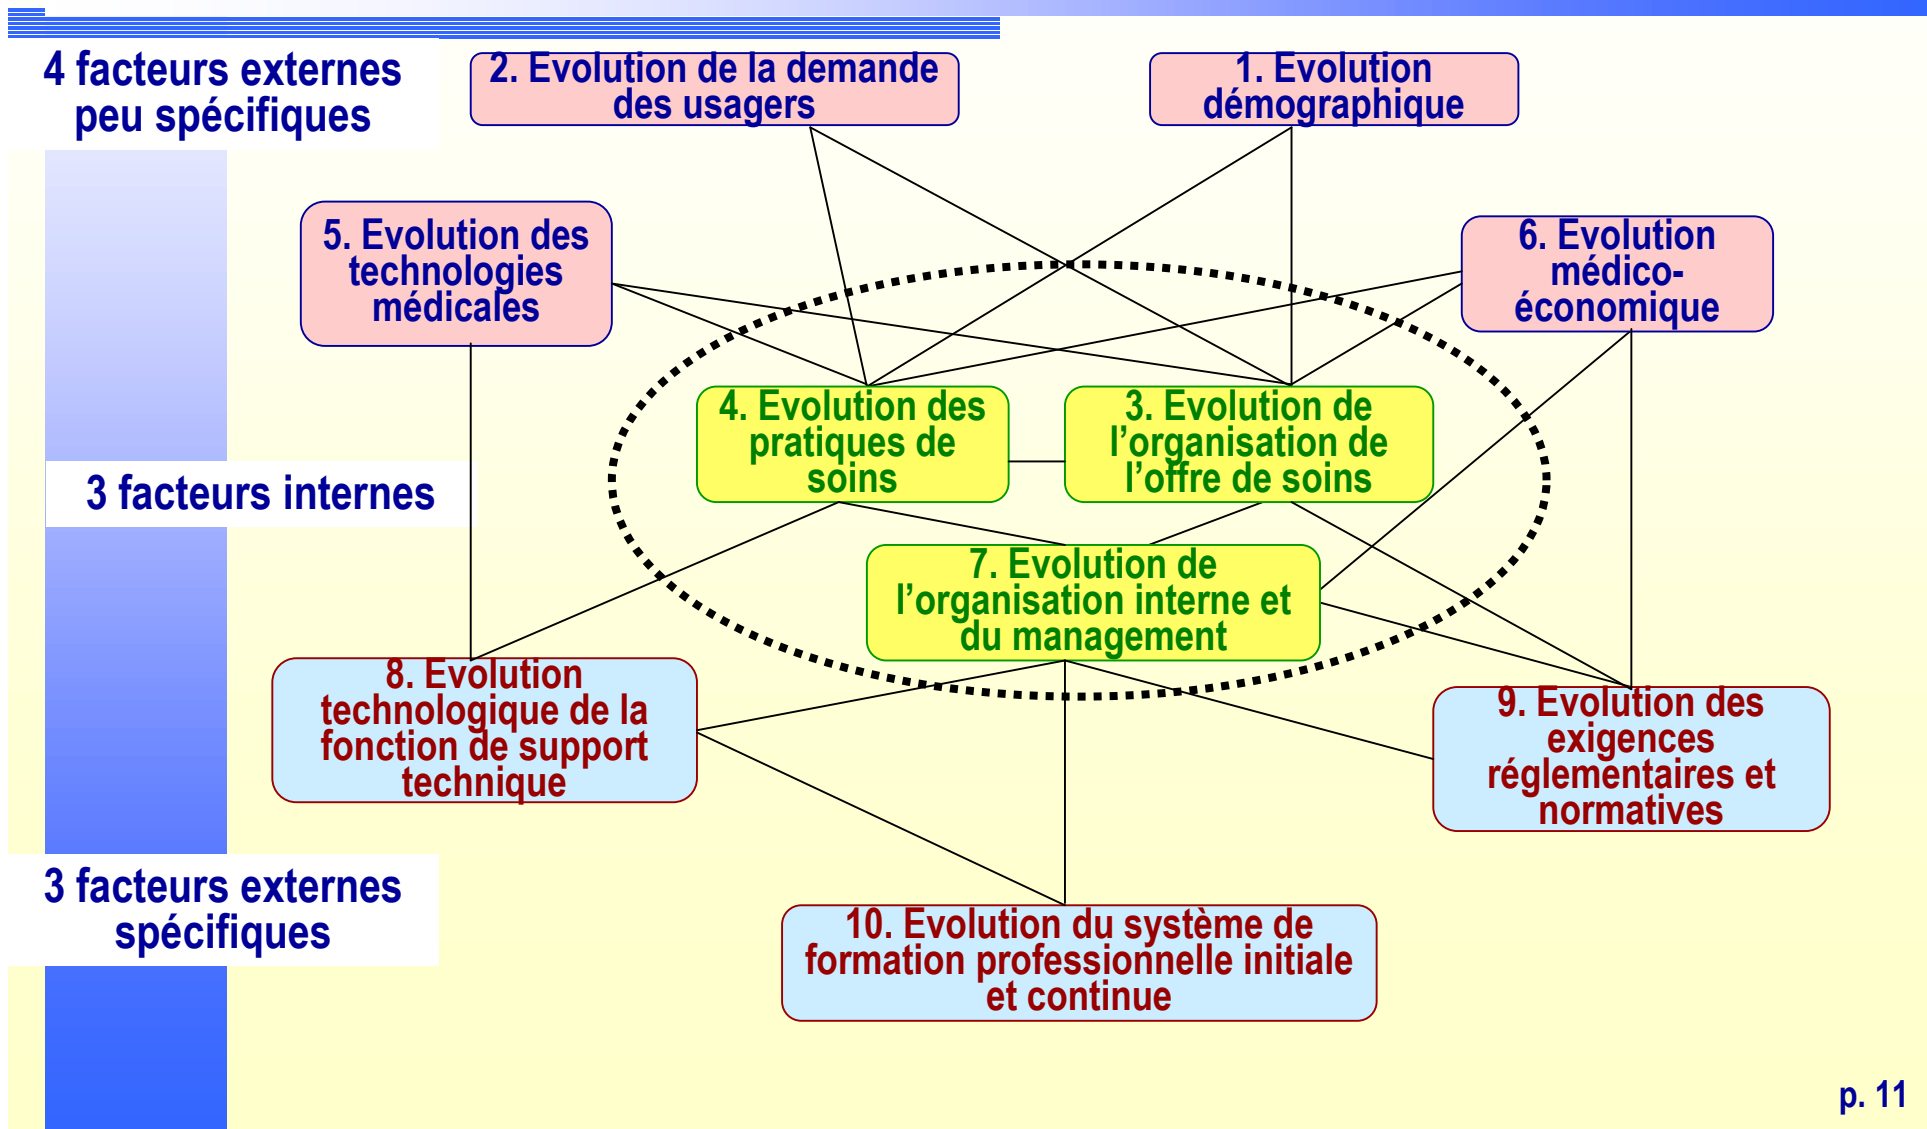 4 facteurs externes
peu spécifiques
2. Evolution de la demande
des usagers
1. Evolution
démographique
5. Evolution des
technologies
médicales
6. Evolution
médico-
économique
4. Evolution des
pratiques de
soins
3. Evolution de
l’organisation de
l’offre de soins
3 facteurs internes
7. Evolution de
l’organisation interne et
du management
8. Evolution
technologique de la
fonction de support
technique
9. Evolution des
exigences
réglementaires et
normatives
3 facteurs externes
spécifiques
10. Evolution du système de
formation professionnelle initiale
et continue
p. 11